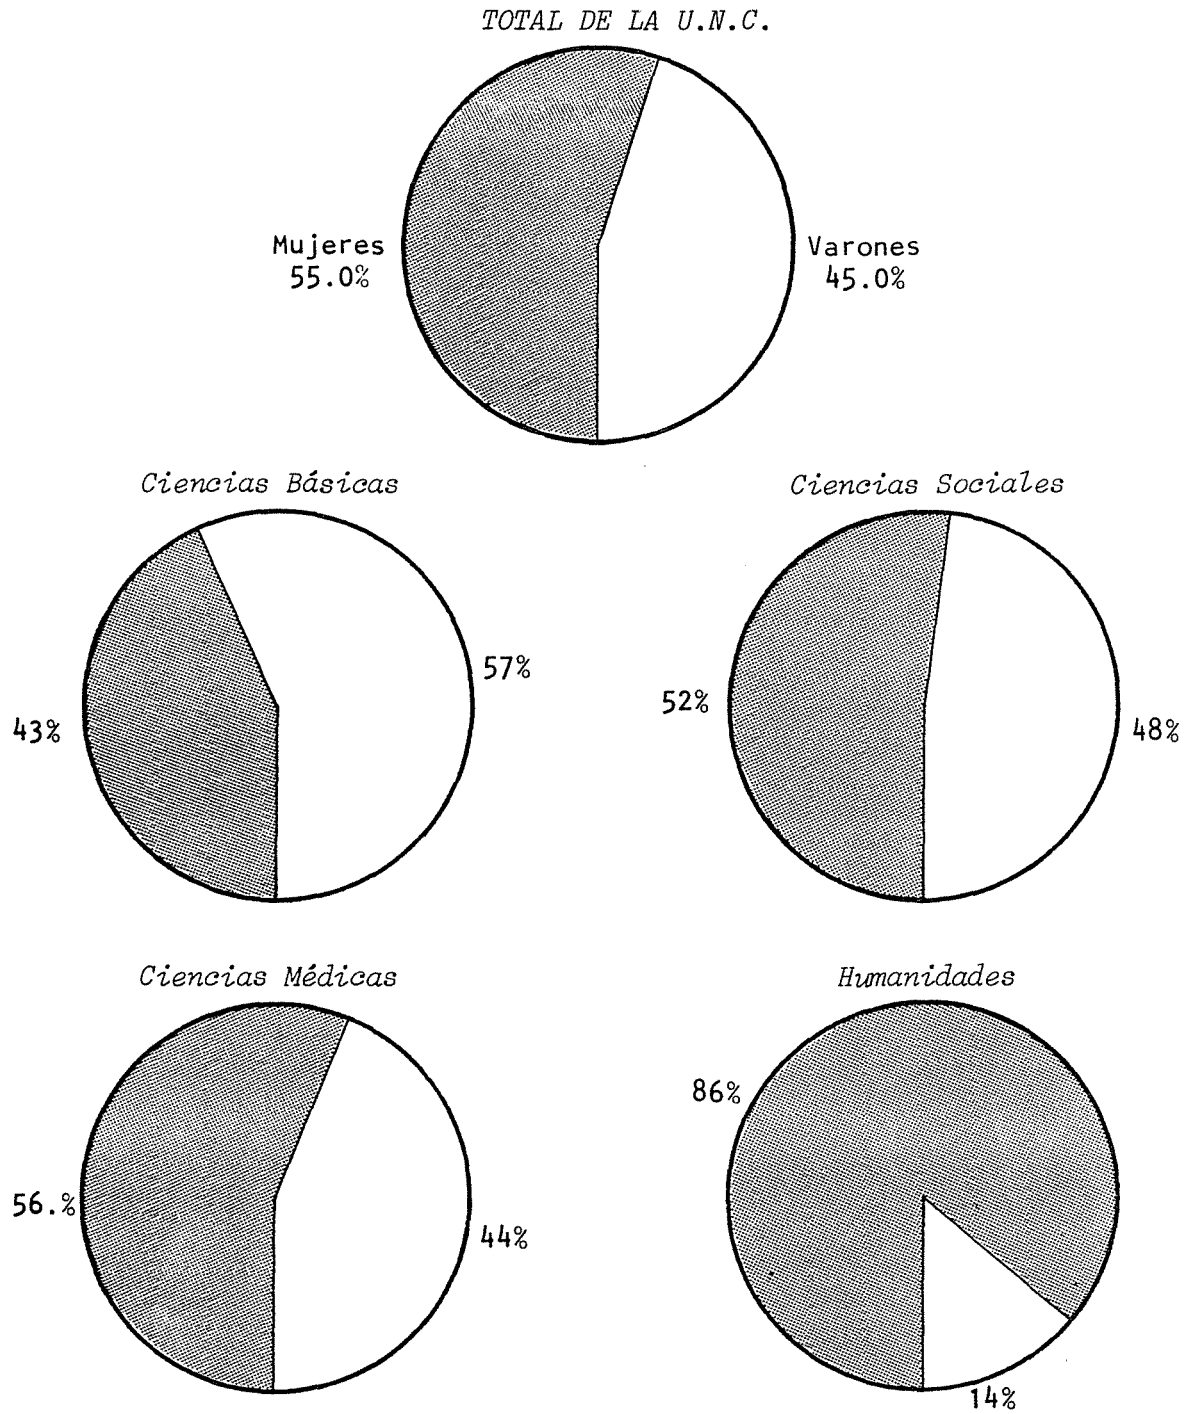 TOTAL DE LA U.N.C.
Mujeres
55.0%
Varones
45.0%
Ciencias Básicas
57%
43%
Ciencias Sociales
52%
48%
Ciencias Médicas
56.%
44%
Humanidades
86%
14%